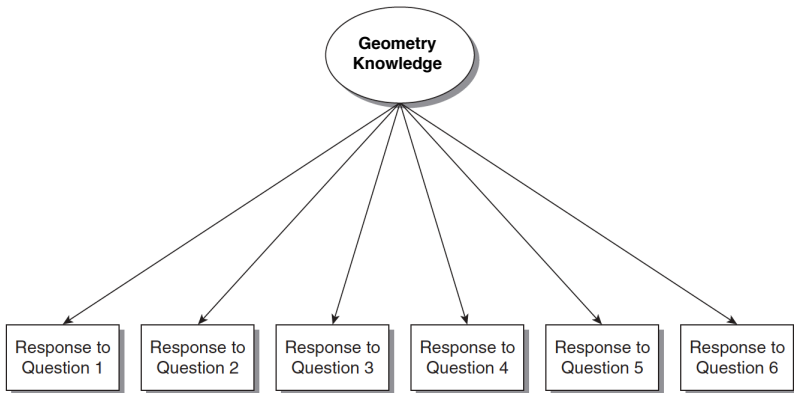 Geometry
Knowledge
Response to
Question 1
Response to
Question 2
Response to
Question 3
Response to
Question 4
Response to
Question 5
Response to
Question 6